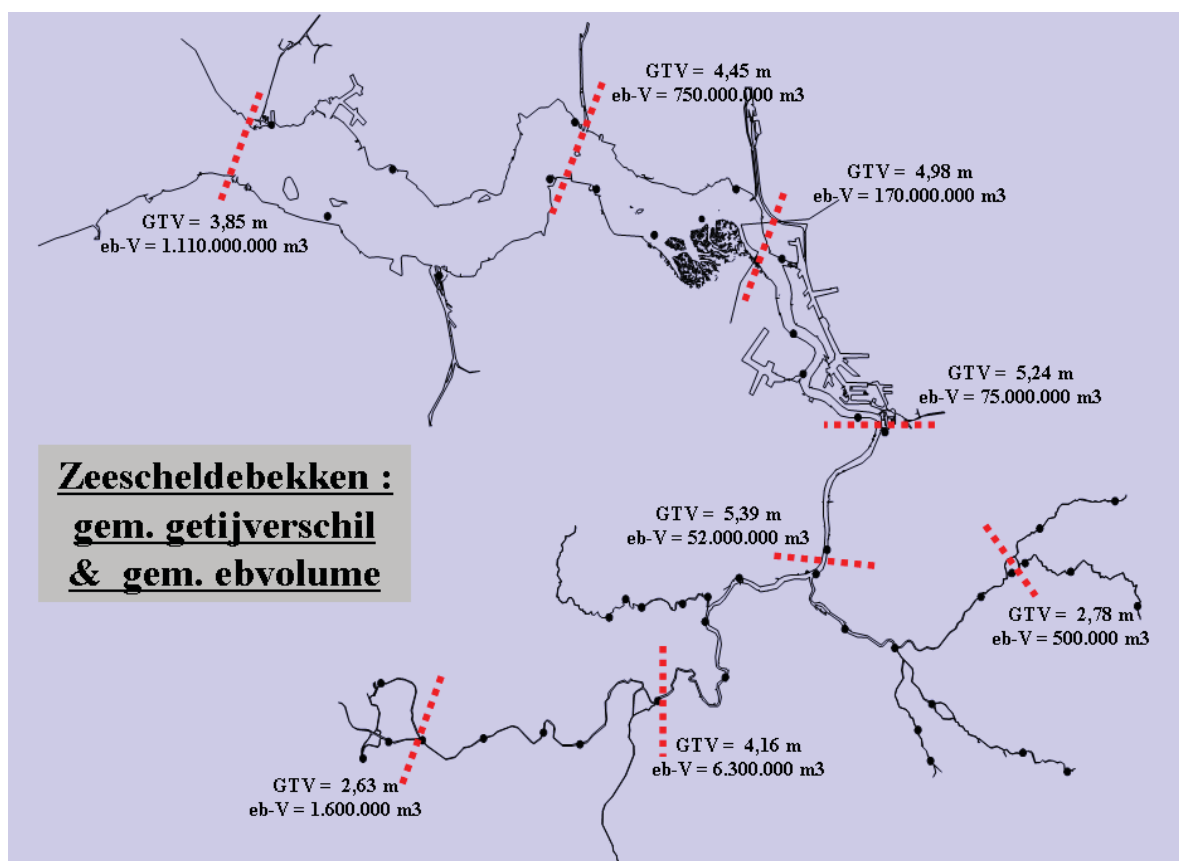 GTV = 4,45 m
eb-V = 750.000.000 m3
GTV = 4,98 m
eb-V = 170.000.000 m3
GTV = 3,85 m
eb-V = 1.110.000.000 m3
GTV = 5,24 m
eb-V = 75.000.000 m3
Zeescheldebekken :
gem. getijverschil
& gem. ebvolume
GTV = 5,39 m
eb-V = 52.000.000 m3
GTV = 2,78 m
eb-V = 500.000 m3
GTV = 4,16 m
eb-V = 6.300.000 m3
GTV = 2,63 m
eb-V = 1.600.000 m3